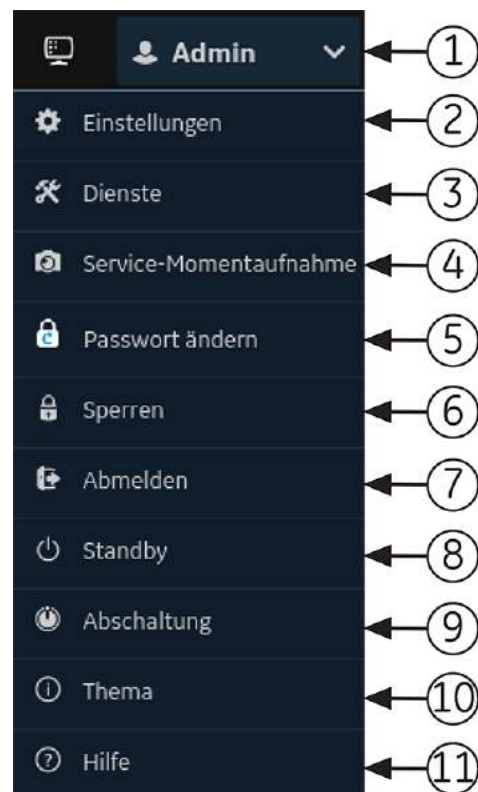 Admin 1
Einstellungen 2
Dienste 3
Service-Momentaufnahme 4
Passwort ändern 5
Sperren 6
Abmelden 7
Standby 8
Abschaltung 9
Thema 10
Hilfe 11